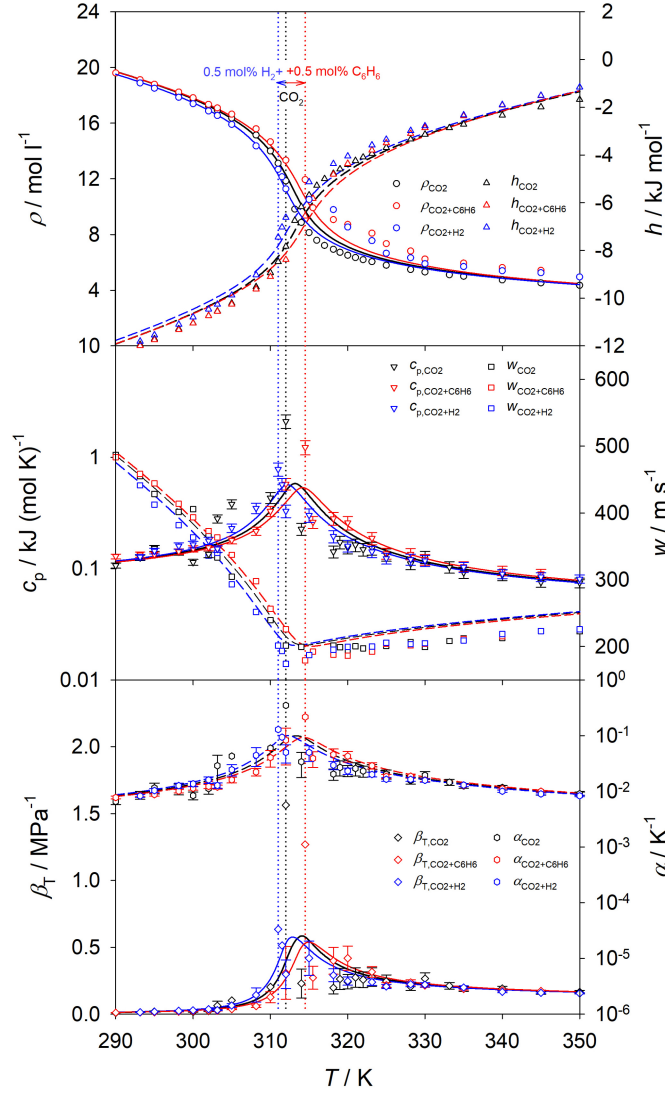 24
20
16
12
8
4
ρ / mol l⁻¹
2
0
-2
-4
-6
-8
-10
-12
h / kJ mol⁻¹
0.5 mol% H₂+ +0.5 mol% C₆H₆
CO₂
ρCO2 hCO2
ρCO2+C6H6 hCO2+C6H6
ρCO2+H2 hCO2+H2
10
1
0.1
0.01
cₚ / kJ (mol K)⁻¹
600
500
400
300
200
w / m s⁻¹
cp,CO2 wCO2
cp,CO2+C6H6 wCO2+C6H6
cp,CO2+H2 wCO2+H2
2.0
1.5
1.0
0.5
0.0
βT / MPa⁻¹
10⁰
10⁻¹
10⁻²
10⁻³
10⁻⁴
10⁻⁵
10⁻⁶
α / K⁻¹
βT,CO2 αCO2
βT,CO2+C6H6 αCO2+C6H6
βT,CO2+H2 αCO2+H2
290 300 310 320 330 340 350
T / K